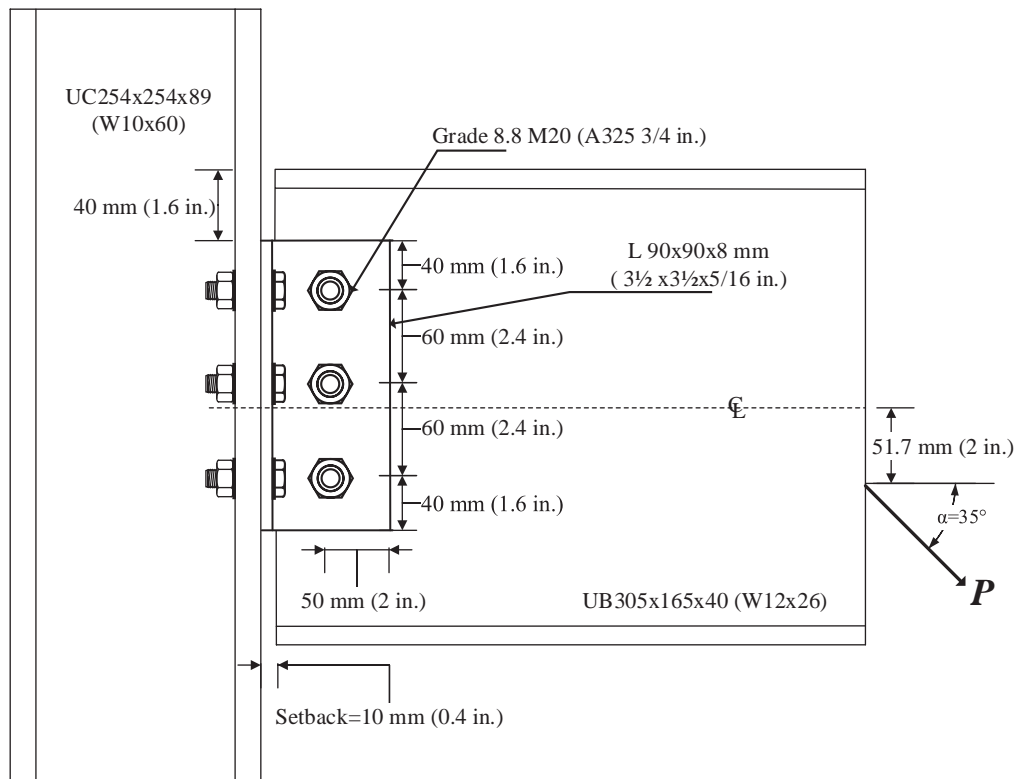 UC254x254x89
(W10x60)
Grade 8.8 M20 (A325 3/4 in.)
40 mm (1.6 in.)
L 90x90x8 mm
( 3½ x3½x5/16 in.)
40 mm (1.6 in.)
60 mm (2.4 in.)
℄
60 mm (2.4 in.)
51.7 mm (2 in.)
40 mm (1.6 in.)
α=35°
50 mm (2 in.)
UB305x165x40 (W12x26)
P
Setback=10 mm (0.4 in.)